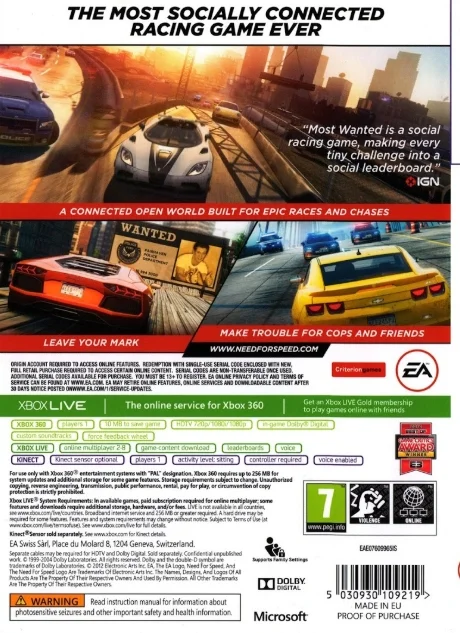 THE MOST SOCIALLY CONNECTED
RACING GAME EVER
"Most Wanted is a social
racing game, making every
tiny challenge into a
social leaderboard."
IGN
A CONNECTED OPEN WORLD BUILT FOR EPIC RACES AND CHASES
WANTED
LEAVE YOUR MARK
MAKE TROUBLE FOR COPS AND FRIENDS
WWW.NEEDFORSPEED.COM
ORIGIN ACCOUNT REQUIRED TO ACCESS ONLINE FEATURES. REDEMPTION WITH SINGLE-USE SERIAL CODE ENCLOSED WITH NEW,
FULL RETAIL PURCHASE REQUIRED TO ACCESS CERTAIN ONLINE CONTENT. SERIAL CODES ARE NON-TRANSFERABLE ONCE USED.
ADDITIONAL SERIAL CODES AVAILABLE FOR PURCHASE. YOU MUST BE 13+ TO REGISTER. EA ONLINE PRIVACY POLICY AND TERMS OF
SERVICE CAN BE FOUND AT WWW.EA.COM. EA MAY RETIRE ONLINE FEATURES, ONLINE SERVICES AND DOWNLOADABLE CONTENT AFTER
30 DAYS NOTICE POSTED ON WWW.EA.COM/1/SERVICE-UPDATES.
Criterion games
EA
XBOX LIVE
The online service for Xbox 360
Get an Xbox LIVE Gold membership
to play games online with friends
XBOX 360 players 1 10 MB to save game HDTV 720p/1080i/1080p in-game Dolby® Digital
custom soundtracks force feedback wheel
XBOX LIVE online multiplayer 2-8 game-content download leaderboards voice
KINECT Kinect sensor optional players 1 activity level: sitting controller required voice enabled
GAME CRITICS
AWARD
WINNER
For use only with Xbox 360® entertainment systems with "PAL" designation. Xbox 360 requires up to 256 MB for
system updates and additional storage for some game features. Storage requirements subject to change. Unauthorized
copying, reverse engineering, transmission, public performance, rental, pay for play, or circumvention of copy
protection is strictly prohibited.
Xbox LIVE® System Requirements: In available games, paid subscription required for online multiplayer; some
features and downloads require additional storage, hardware, and/or fees. LIVE is not available in all countries,
see www.xbox.com/live/countries. Broadband internet service and 256 MB or greater required. A hard drive may be
required for some features. Features and system requirements may change without notice. Subject to Terms of Use (at
www.xbox.com/live/termsofuse). See www.xbox.com/live for full details.
Kinect® Sensor sold separately. See www.xbox.com for Kinect details.
EA Swiss Sàrl, Place du Molard 8, 1204 Geneva, Switzerland.
Separate cables may be required for HDTV and Dolby Digital. Sold separately. Confidential unpublished
work. © 1999-2004 Dolby Laboratories. All rights reserved. Dolby and the double-D symbol are
trademarks of Dolby Laboratories. © 2012 Electronic Arts Inc. EA, The EA Logo, Need For Speed, And
The Need For Speed Logo Are Trademarks Of Electronic Arts Inc. The Names, Designs, And Logos Of All
Products Are The Property Of Their Respective Owners And Used By Permission. All Other Trademarks
Are The Property Of Their Respective Owners.
Supports Family Settings
7
www.pegi.info
VIOLENCE
ONLINE
WARNING Read instruction manual for information about
photosensitive seizures and other important safety and health information.
DOLBY
DIGITAL
Microsoft
EAE07609965IS
5 030930 109219
MADE IN EU
PROOF OF PURCHASE